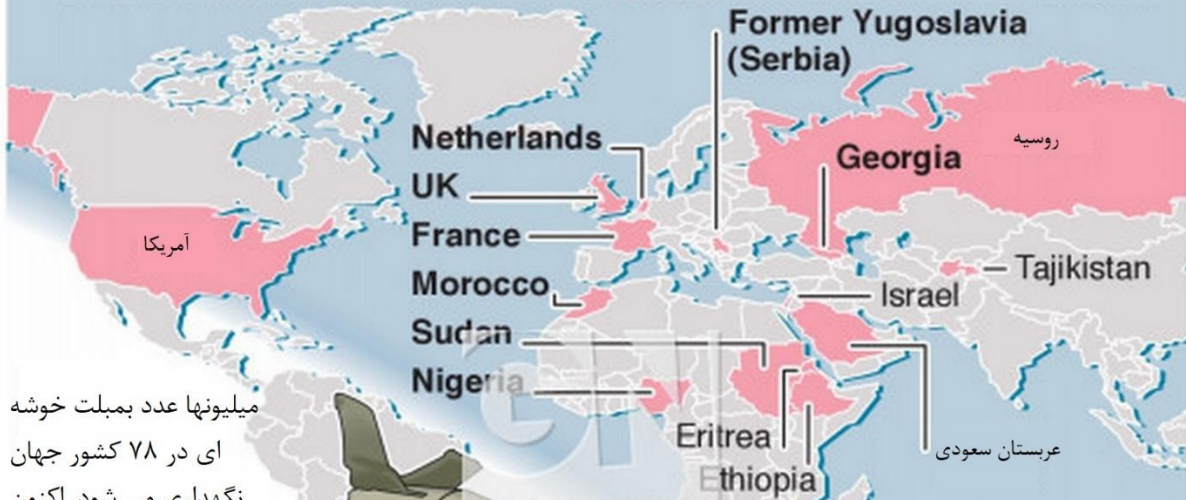 Former Yugoslavia
(Serbia)
Netherlands
روسیه
Georgia
UK
آمریکا
France
Tajikistan
Morocco
Israel
Sudan
Nigeria
میلیونها عدد بمبلت خوشه
ای در ۷۸ کشور جهان
Eritrea
عربستان سعودی
Ethiopia